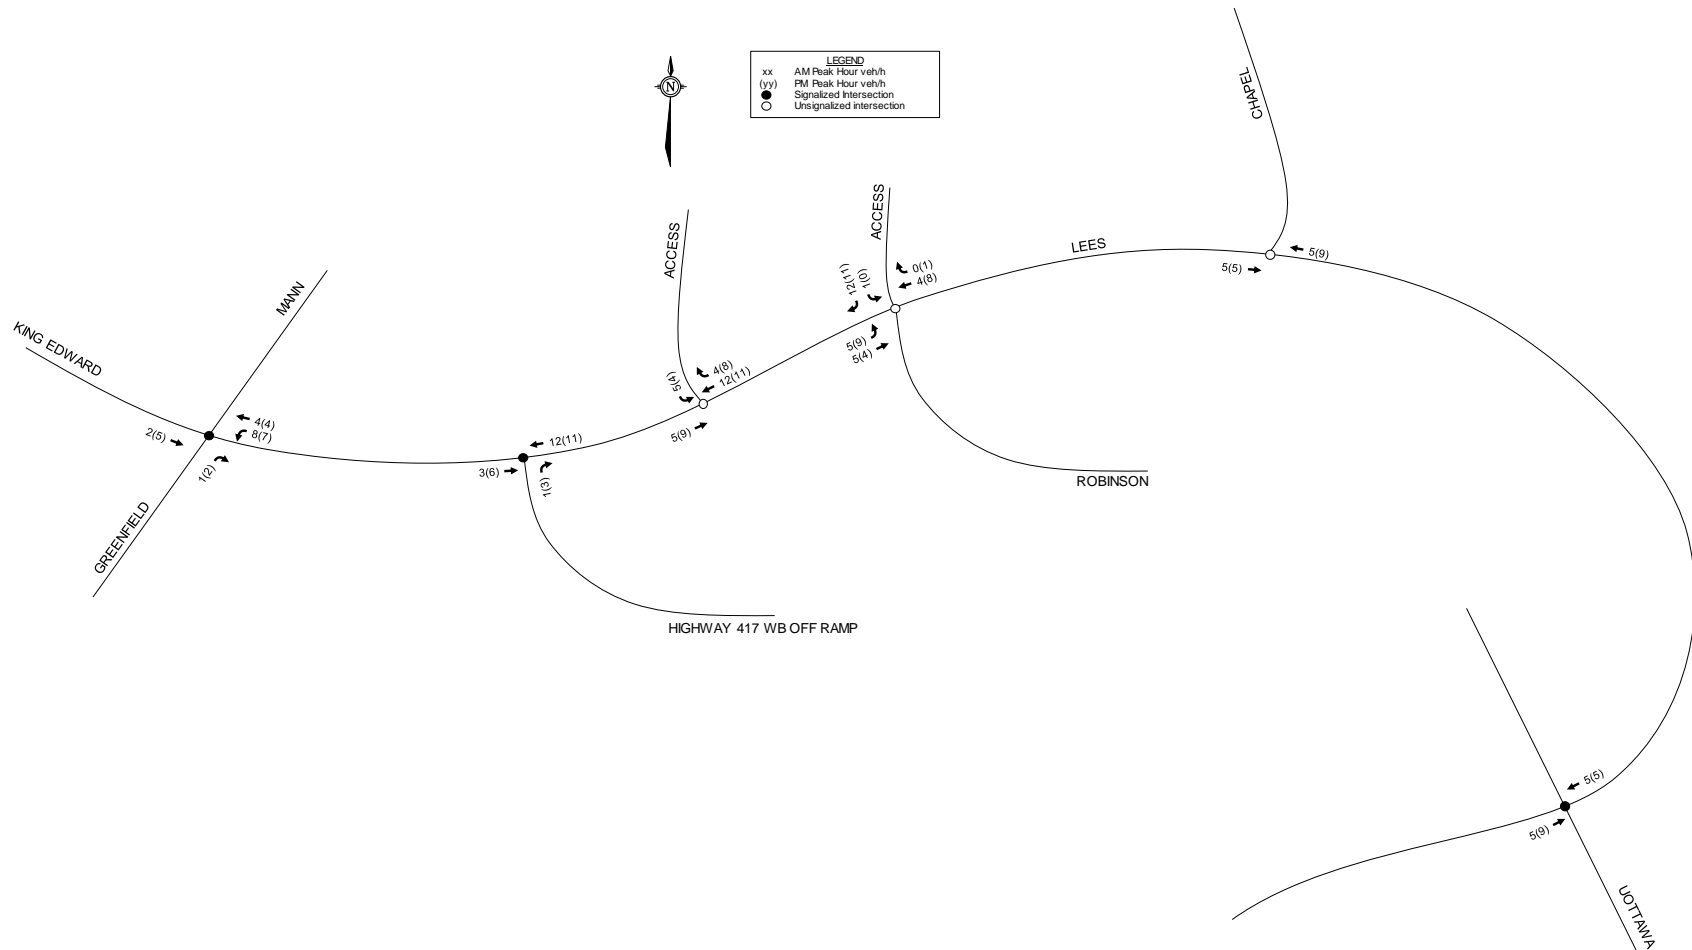 LEGEND
xx AM Peak Hour veh/h
(yy) PM Peak Hour veh/h
Signalized Intersection
Unsignalized intersection
N
CHAPEL
ACCESS
ACCESS
LEES
5(9)
5(5)
0(1)
4(8)
12(11)
1(0)
5(9)
5(4)
MANN
KING EDWARD
4(8)
12(11)
5(4)
5(9)
4(4)
8(7)
2(5)
1(2)
12(11)
3(6)
1(3)
ROBINSON
GREENFIELD
HIGHWAY 417 WB OFF RAMP
5(5)
5(9)
UOTTAWA